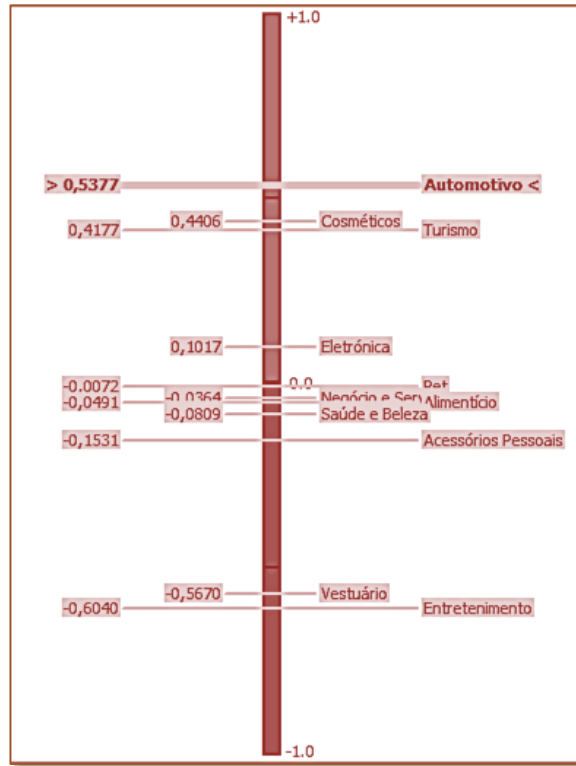 +1.0
> 0,5377 Automotivo <
0,4406 Cosméticos
0,4177 Turismo
0,1017 Eletrónica
0.0
-0.0072 Pet
-0,0364 Negócio e Serv
-0,0491 Alimentício
-0,0809 Saúde e Beleza
-0,1531 Acessórios Pessoais
-0,5670 Vestuário
-0,6040 Entretenimento
-1.0